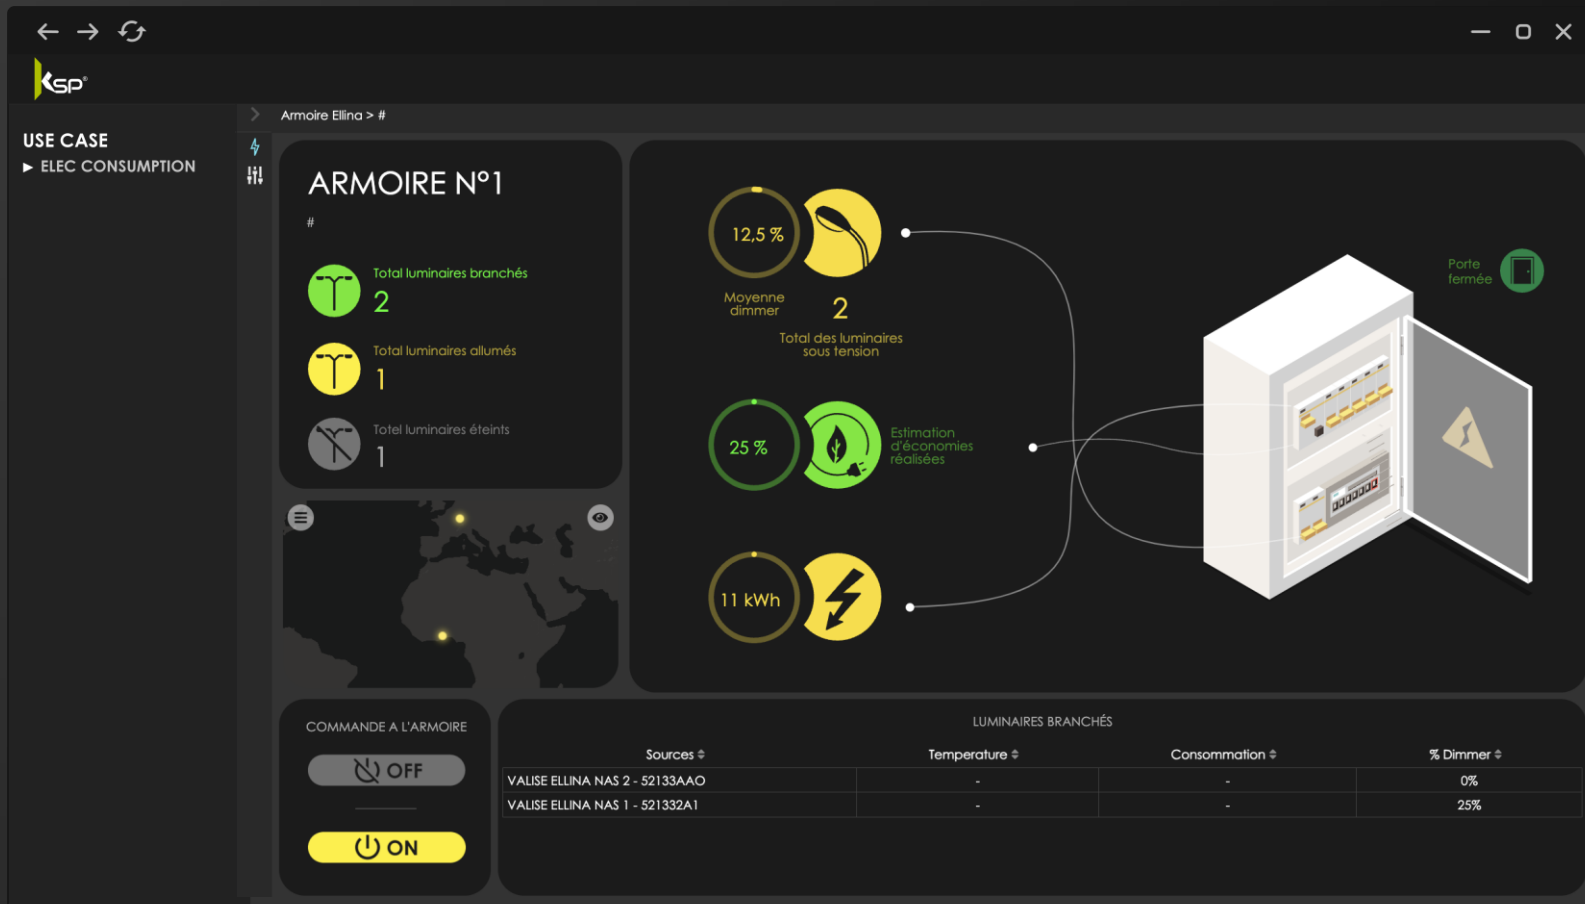 KSP®
Armoire Ellina > #
USE CASE
► ELEC CONSUMPTION
ARMOIRE N°1
#
Total luminaires branchés
2
Total luminaires allumés
1
Totel luminaires éteints
1
12,5 %
Moyenne
dimmer
2
Total des luminaires
sous tension
25 %
Estimation
d'économies
réalisées
11 kWh
Porte
fermée
COMMANDE A L'ARMOIRE
OFF
ON
LUMINAIRES BRANCHÉS
Sources Temperature Consommation % Dimmer
VALISE ELLINA NAS 2 - 52133AAO - - 0%
VALISE ELLINA NAS 1 - 521332A1 - - 25%